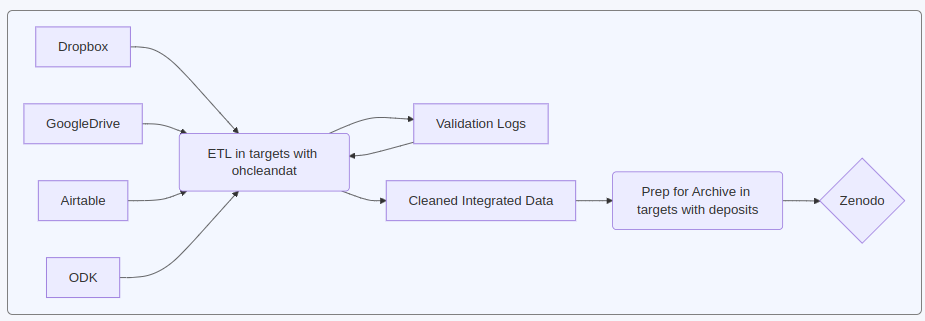 Dropbox
GoogleDrive
Airtable
ODK
ETL in targets with
ohcleandat
Validation Logs
Cleaned Integrated Data
Prep for Archive in
targets with deposits
Zenodo